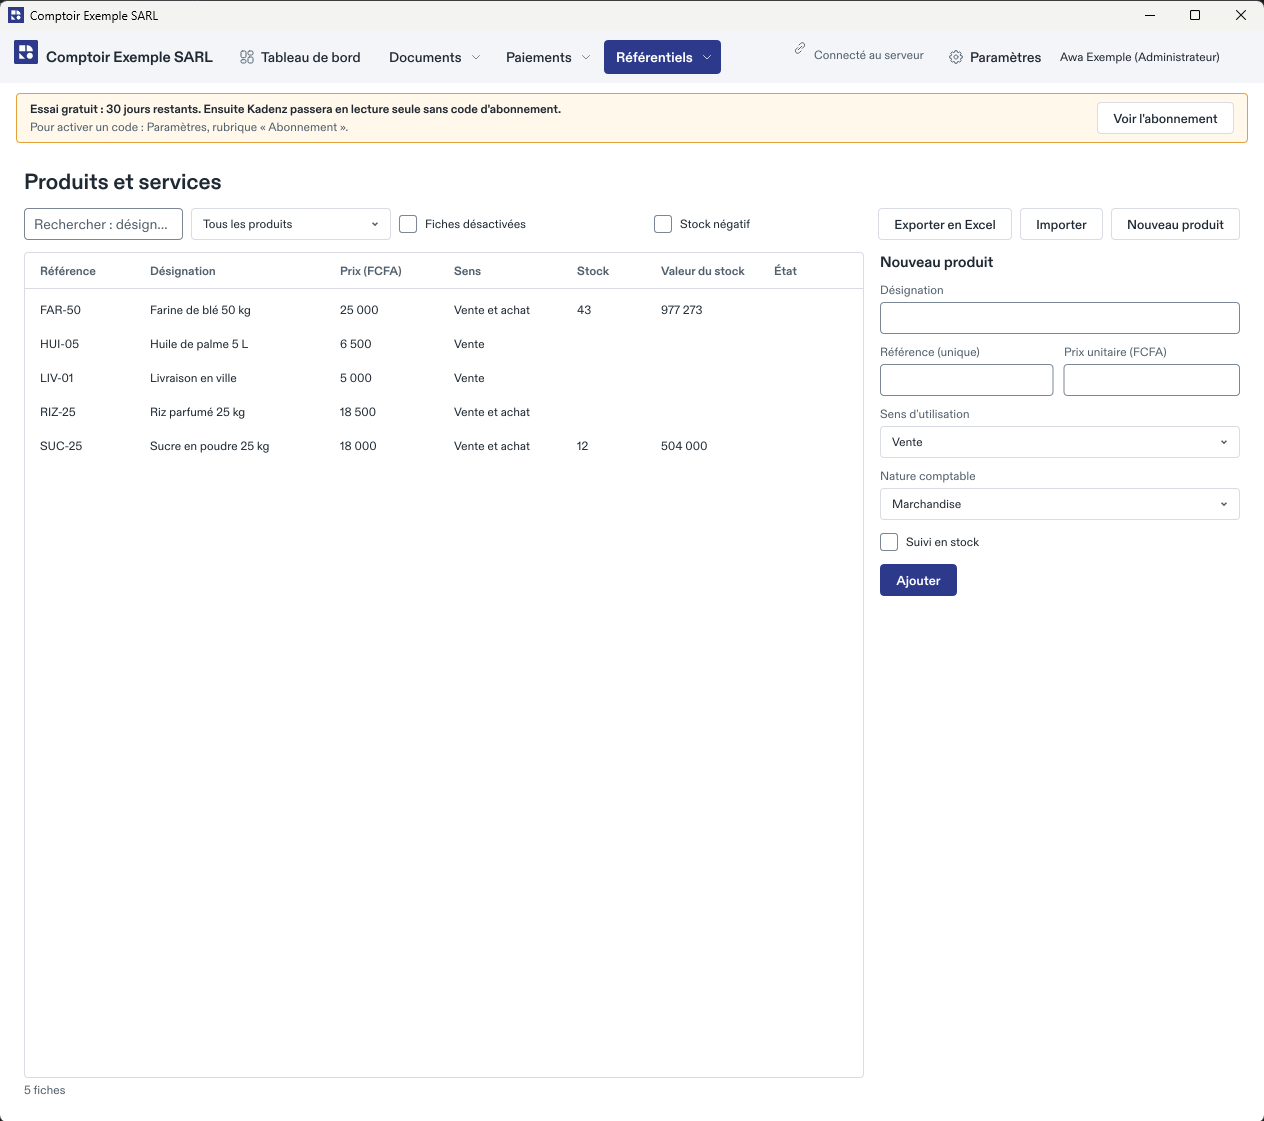 Comptoir Exemple SARL
Comptoir Exemple SARL Tableau de bord Documents Paiements Référentiels Connecté au serveur Paramètres Awa Exemple (Administrateur)
Essai gratuit : 30 jours restants. Ensuite Kadenz passera en lecture seule sans code d'abonnement.
Pour activer un code : Paramètres, rubrique « Abonnement ».
Voir l'abonnement
Produits et services
Rechercher : désign... Tous les produits Fiches désactivées Stock négatif Exporter en Excel Importer Nouveau produit
Référence Désignation Prix (FCFA) Sens Stock Valeur du stock État
FAR-50 Farine de blé 50 kg 25 000 Vente et achat 43 977 273
HUI-05 Huile de palme 5 L 6 500 Vente
LIV-01 Livraison en ville 5 000 Vente
RIZ-25 Riz parfumé 25 kg 18 500 Vente et achat
SUC-25 Sucre en poudre 25 kg 18 000 Vente et achat 12 504 000
5 fiches
Nouveau produit
Désignation
Référence (unique) Prix unitaire (FCFA)
Sens d'utilisation
Vente
Nature comptable
Marchandise
Suivi en stock
Ajouter